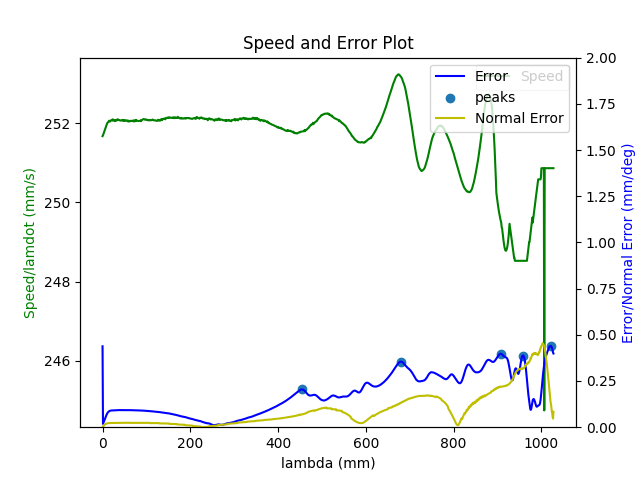 Speed and Error Plot
Speed/lamdot (mm/s)
252
250
248
246
Error
Speed
peaks
Normal Error
2.00
1.75
1.50
1.25
1.00
0.75
0.50
0.25
0.00
Error/Normal Error (mm/deg)
0
200
400
600
800
1000
lambda (mm)